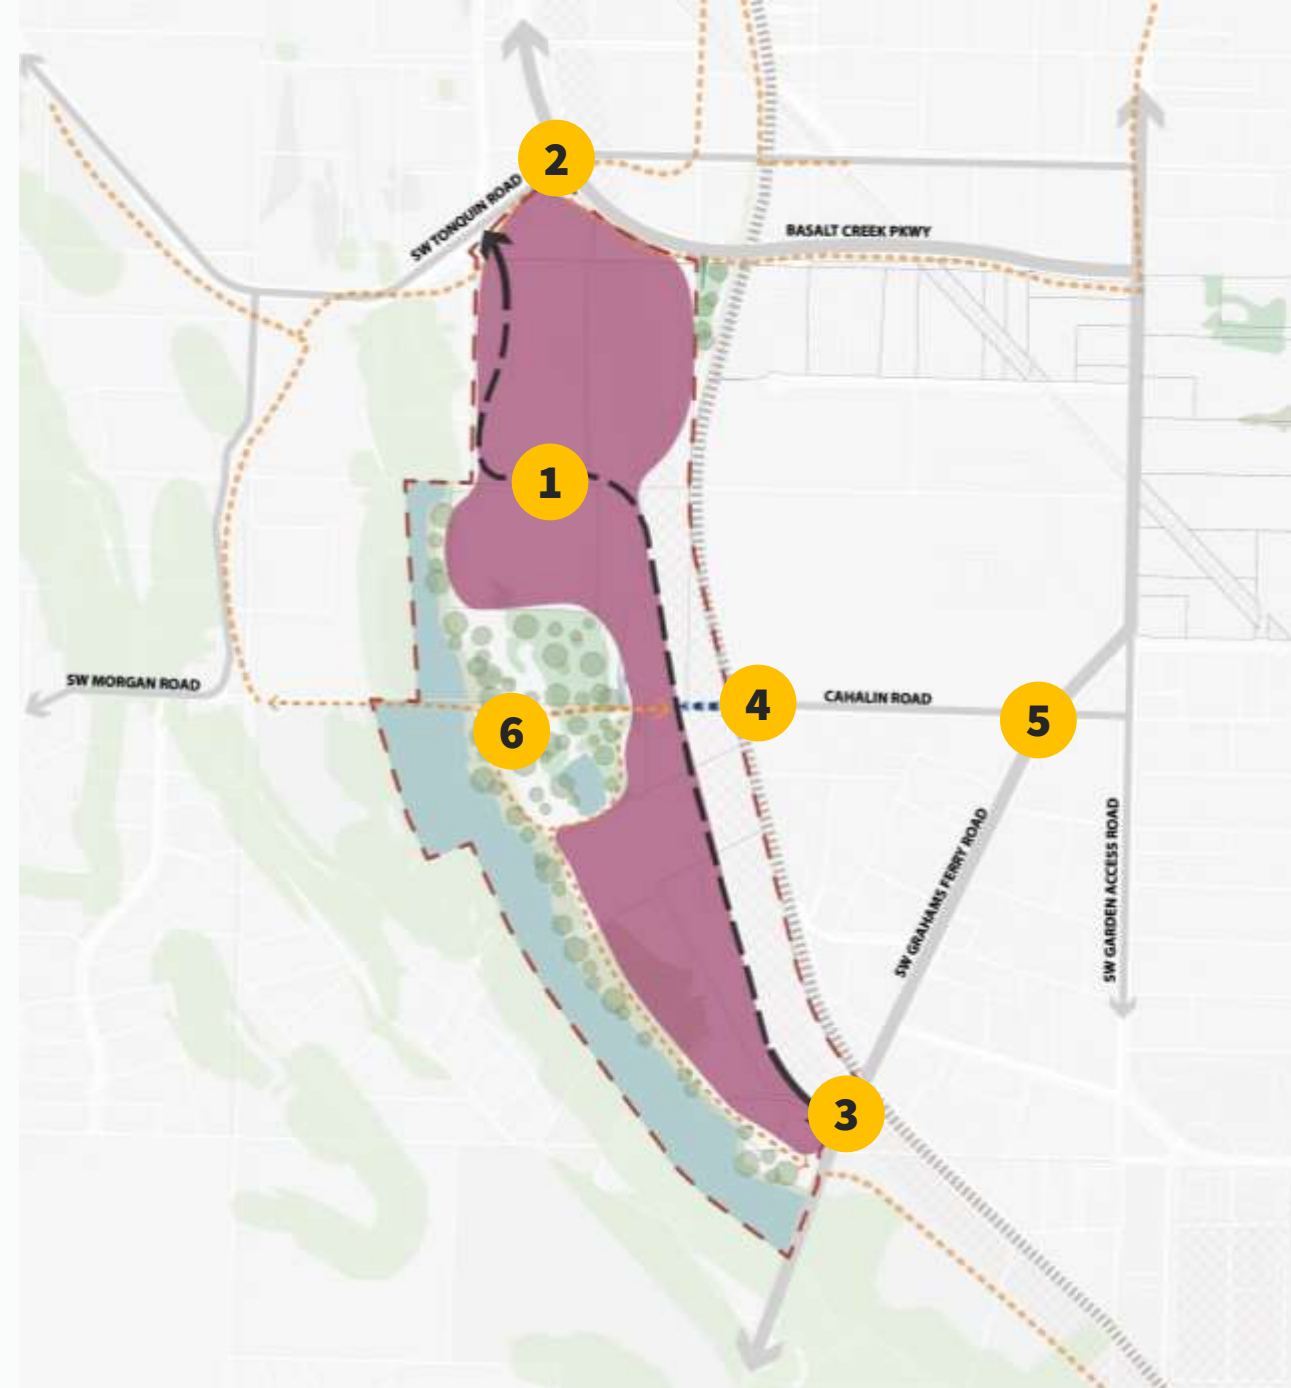 2
SW TONQUIN ROAD
BASALT CREEK PKWY
1
SW MORGAN ROAD
CAHALIN ROAD
4
5
6
SW GRAHAMS FERRY ROAD
SW GARDEN ACCESS ROAD
3